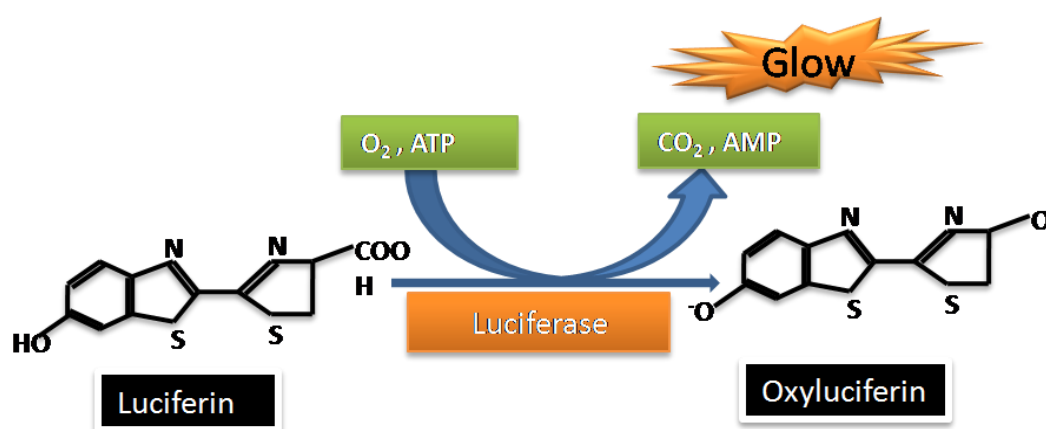 Glow
O₂ , ATP
CO₂ , AMP
N
N
COO
H
S
S
HO
Luciferase
N
N
O
S
S
⁻O
Luciferin
Oxyluciferin